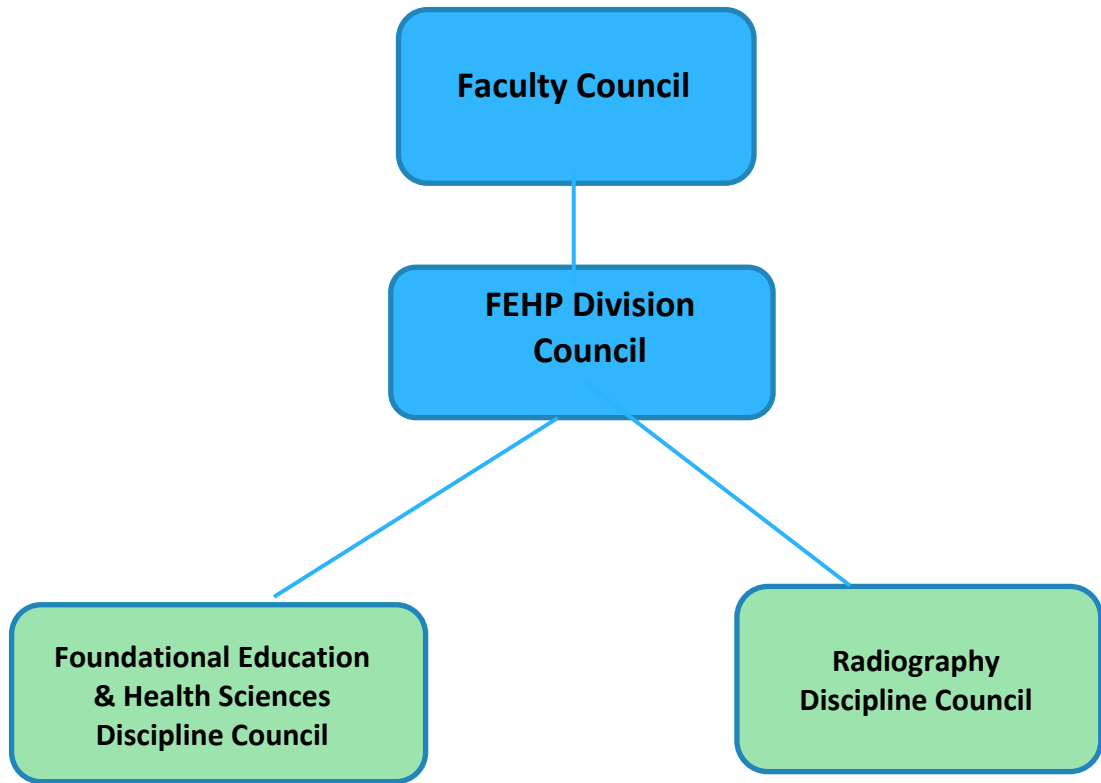 Faculty Council
FEHP Division
Council
Foundational Education
& Health Sciences
Discipline Council
Radiography
Discipline Council